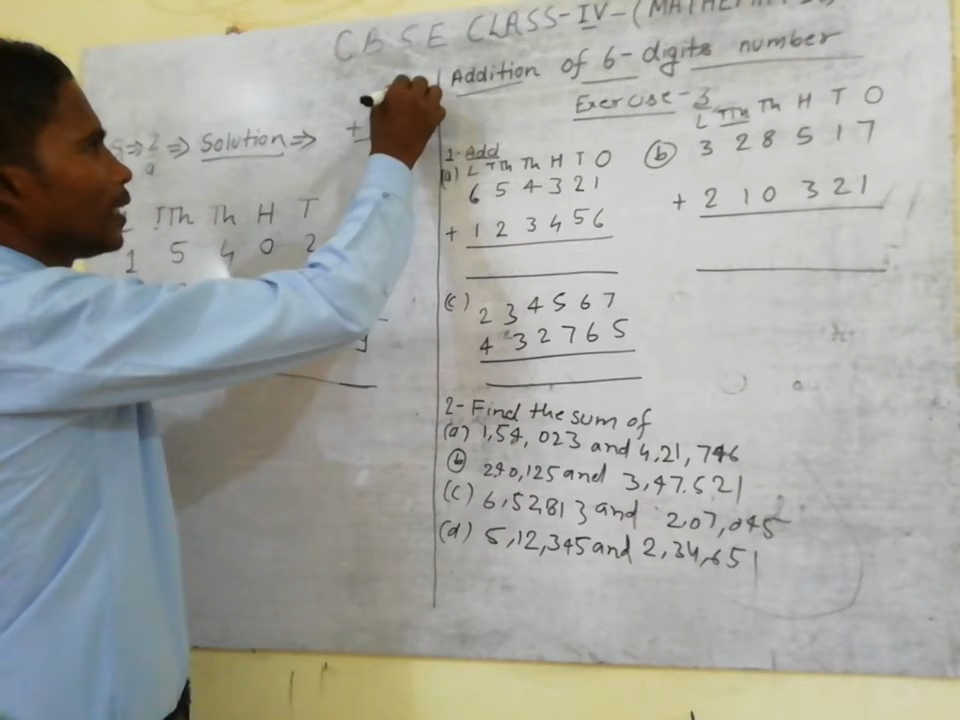 CBSE CLASS-IV-(MATHEMATICS)
Addition of 6-digits number
Exercise-3
⇒ Solution ⇒
+
TTh Th H T
1 5 4 0 2
1. Add
(a) L TTh Th H T O
6 5 4 3 2 1
+ 1 2 3 4 5 6
(b) L TTh Th H T O
3 2 8 5 1 7
+ 2 1 0 3 2 1
(c) 2 3 4 5 6 7
4 3 2 7 6 5
2- Find the sum of
(a) 1,54,023 and 4,21,746
(b) 240,125 and 3,47.521
(c) 6,52813 and 2,07,045
(d) 5,12,345 and 2,34,651